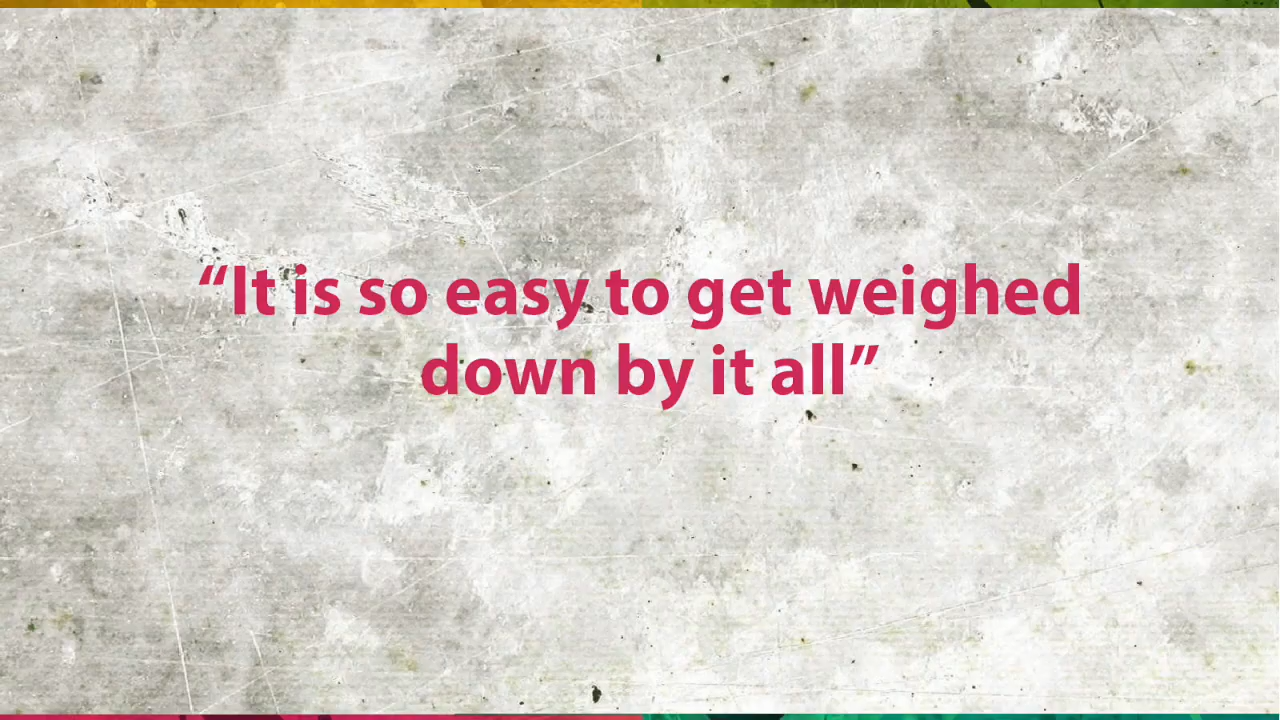 “It is so easy to get weighed
down by it all”